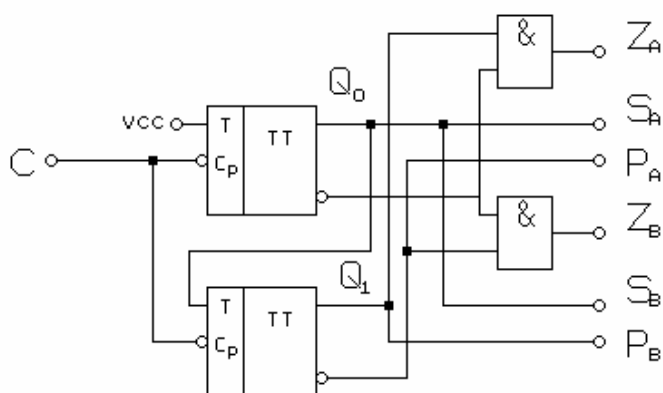 & Z_A
Q_0 S_A
VCC T TT
P_A
C C_P
& Z_B
Q_1 S_B
T TT
C_P P_B